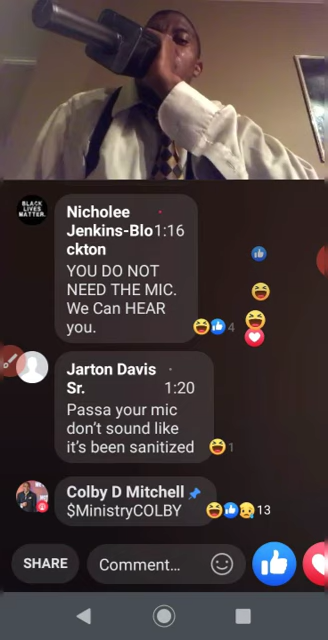 BLACK
LIVES
MATTER.
Nicholee
Jenkins-Blo1:16
ckton
YOU DO NOT
NEED THE MIC.
We Can HEAR
you.
4
Jarton Davis
Sr. 1:20
Passa your mic
don’t sound like
it’s been sanitized
1
Colby D Mitchell
$MinistryCOLBY
13
SHARE
Comment...